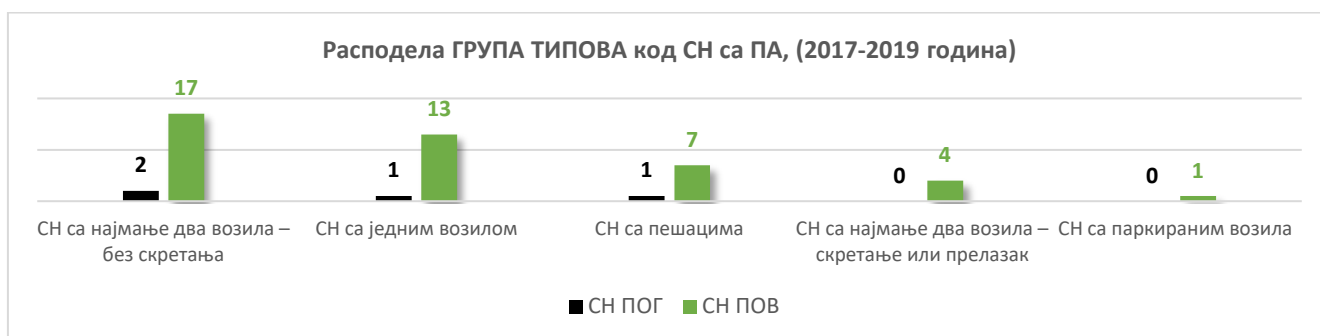 Расподела ГРУПА ТИПОВА код СН са ПА, (2017-2019 година)
2 17 1 13 1 7 0 4 0 1
СН са најмање два возила –
без скретања
СН са једним возилом
СН са пешацима
СН са најмање два возила –
скретање или прелазак
СН са паркираним возила
СН ПОГ СН ПОВ